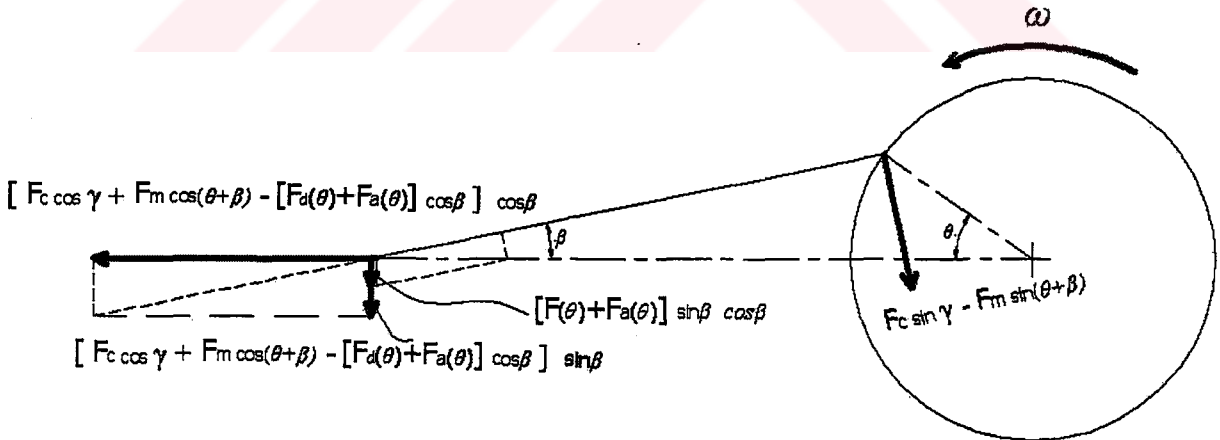 ω
[ Fc cos γ + Fm cos(θ+β) - [Fd(θ)+Fa(θ)] cosβ ] cosβ
β
θ
[F(θ)+Fa(θ)] sinβ cosβ
Fc sin γ - Fm sin(θ+β)
[ Fc cos γ + Fm cos(θ+β) - [Fd(θ)+Fa(θ)] cosβ ] sinβ